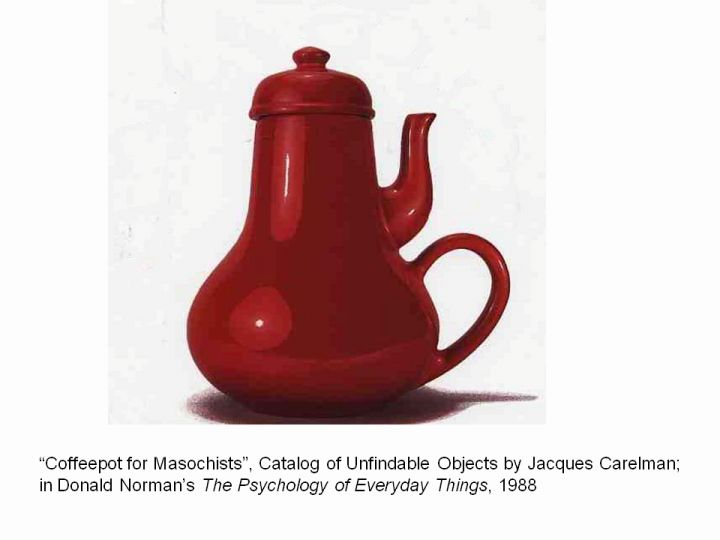 “Coffeepot for Masochists”, Catalog of Unfindable Objects by Jacques Carelman;
in Donald Norman’s The Psychology of Everyday Things, 1988